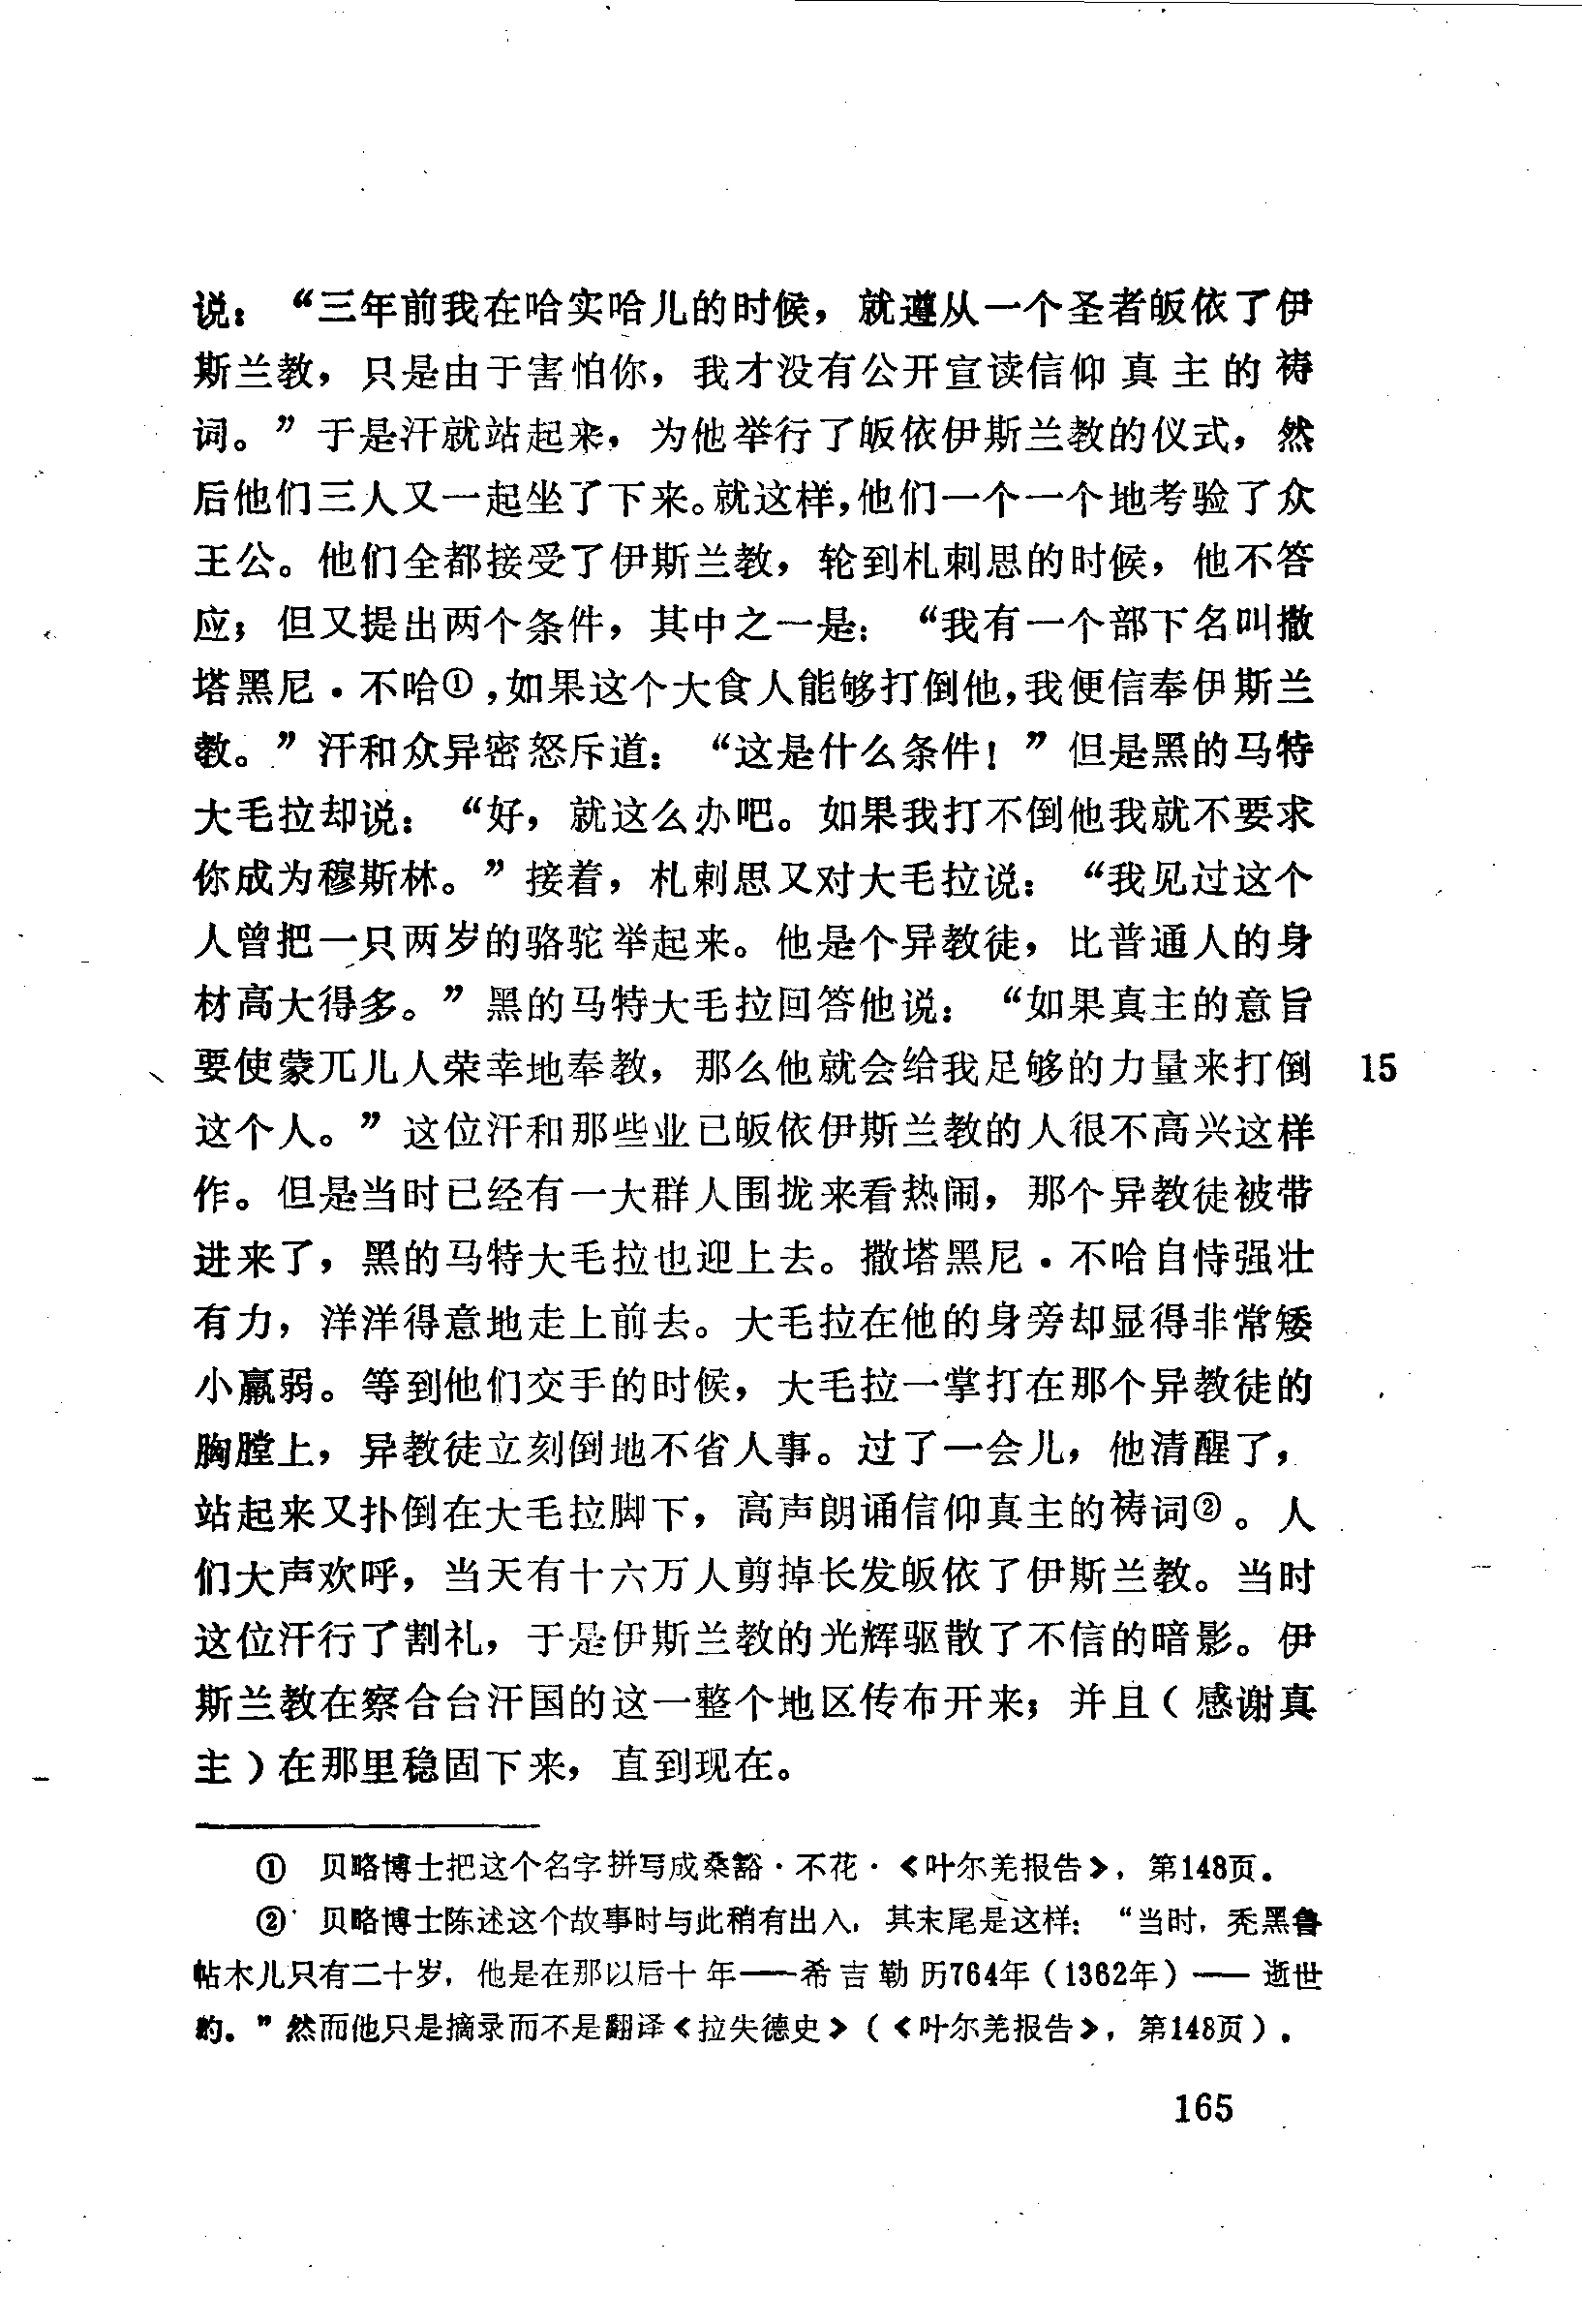 说：“三年前我在哈实哈儿的时候，就遵从一个圣者皈依了伊
斯兰教，只是由于害怕你，我才没有公开宣读信仰真主的祷
词。”于是汗就站起来，为他举行了皈依伊斯兰教的仪式，然
后他们三人又一起坐了下来。就这样，他们一个一个地考验了众
王公。他们全都接受了伊斯兰教，轮到札剌思的时候，他不答
应；但又提出两个条件，其中之一是：“我有一个部下名叫撒
塔黑尼·不哈①，如果这个大食人能够打倒他，我便信奉伊斯兰
教。”汗和众异密怒斥道：“这是什么条件！”但是黑的马特
大毛拉却说：“好，就这么办吧。如果我打不倒他我就不要求
你成为穆斯林。”接着，札剌思又对大毛拉说：“我见过这个
人曾把一只两岁的骆驼举起来。他是个异教徒，比普通人的身
材高大得多。”黑的马特大毛拉回答他说：“如果真主的意旨
要使蒙兀儿人荣幸地奉教，那么他就会给我足够的力量来打倒 15
这个人。”这位汗和那些业已皈依伊斯兰教的人很不高兴这样
作。但是当时已经有一大群人围拢来看热闹，那个异教徒被带
进来了，黑的马特大毛拉也迎上去。撒塔黑尼·不哈自恃强壮
有力，洋洋得意地走上前去。大毛拉在他的身旁却显得非常矮
小羸弱。等到他们交手的时候，大毛拉一掌打在那个异教徒的
胸膛上，异教徒立刻倒地不省人事。过了一会儿，他清醒了，
站起来又扑倒在大毛拉脚下，高声朗诵信仰真主的祷词②。人
们大声欢呼，当天有十六万人剪掉长发皈依了伊斯兰教。当时
这位汗行了割礼，于是伊斯兰教的光辉驱散了不信的暗影。伊
斯兰教在察合台汗国的这一整个地区传布开来；并且（感谢真
主）在那里稳固下来，直到现在。
① 贝略博士把这个名字拼写成桑豁·不花·《叶尔羌报告》，第148页。
② 贝略博士陈述这个故事时与此稍有出入，其末尾是这样：“当时，秃黑鲁
帖木儿只有二十岁，他是在那以后十年——希吉勒历764年（1362年）——逝世
的。”然而他只是摘录而不是翻译《拉失德史》（《叶尔羌报告》，第148页）。
165